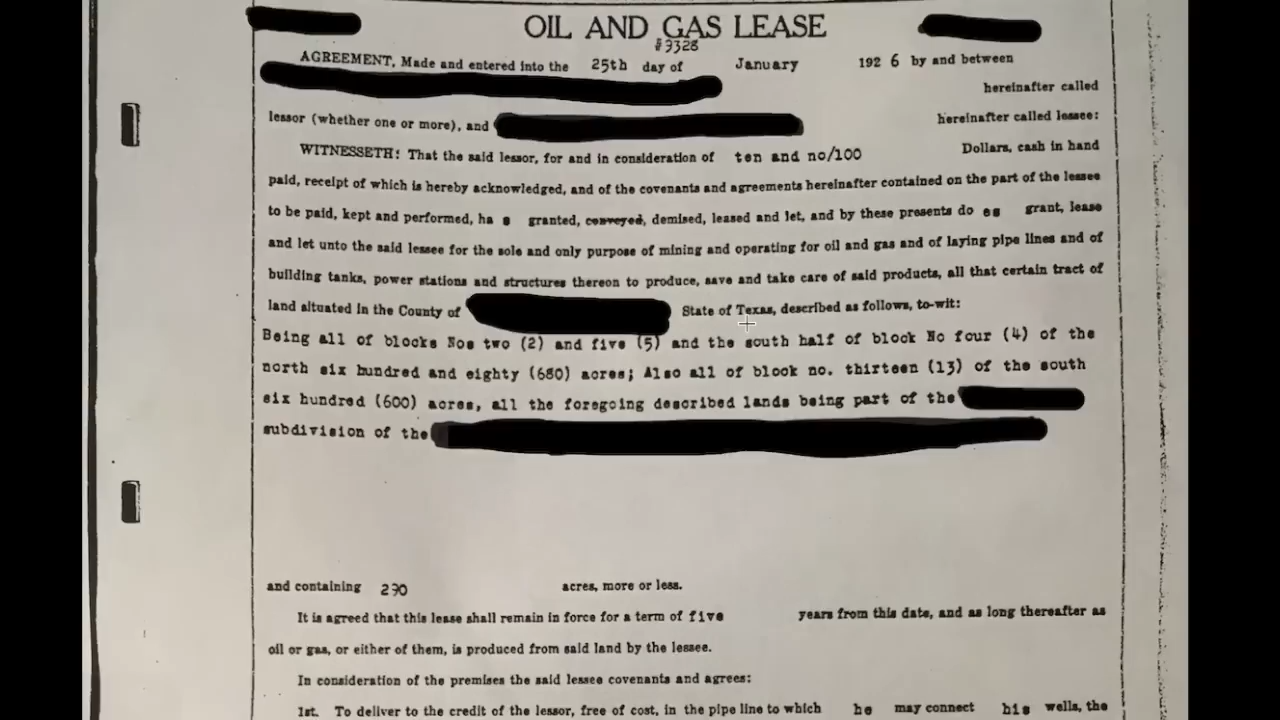 OIL AND GAS LEASE
#9328
AGREEMENT, Made and entered into the 25th day of January 192 6 by and between
hereinafter called
lessor (whether one or more), and hereinafter called lessee:
WITNESSETH: That the said lessor, for and in consideration of ten and no/100 Dollars, cash in hand
paid, receipt of which is hereby acknowledged, and of the covenants and agreements hereinafter contained on the part of the lessee
to be paid, kept and performed, ha s granted, conveyed, demised, leased and let, and by these presents do es grant, lease
and let unto the said lessee for the sole and only purpose of mining and operating for oil and gas and of laying pipe lines and of
building tanks, power stations and structures thereon to produce, save and take care of said products, all that certain tract of
land situated in the County of State of Texas, described as follows, to-wit:
Being all of blocks Nos two (2) and five (5) and the south half of block No four (4) of the
north six hundred and eighty (680) acres; Also all of block no. thirteen (13) of the south
six hundred (600) acres, all the foregoing described lands being part of the
subdivision of the
and containing 290 acres, more or less.
It is agreed that this lease shall remain in force for a term of five years from this date, and as long thereafter as
oil or gas, or either of them, is produced from said land by the lessee.
In consideration of the premises the said lessee covenants and agrees:
1st. To deliver to the credit of the lessor, free of cost, in the pipe line to which he may connect his wells, the